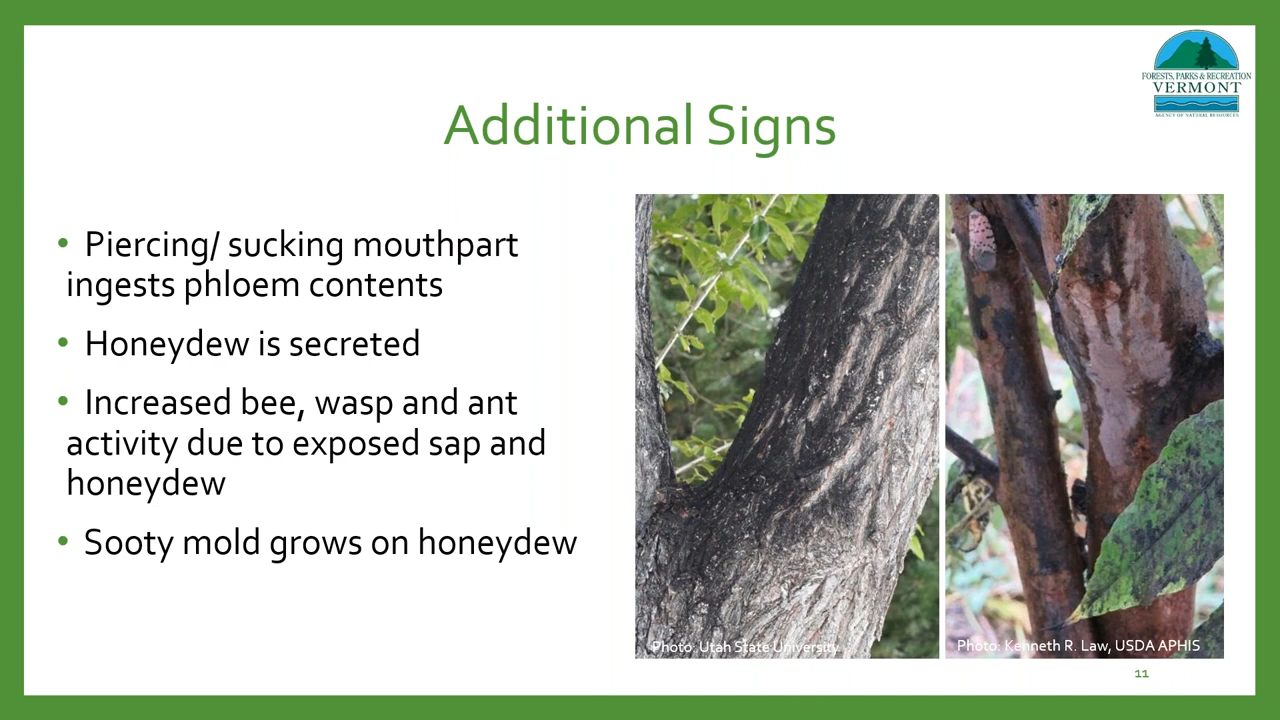 FORESTS, PARKS & RECREATION
VERMONT
AGENCY OF NATURAL RESOURCES
Additional Signs
• Piercing/ sucking mouthpart
ingests phloem contents
• Honeydew is secreted
• Increased bee, wasp and ant
activity due to exposed sap and
honeydew
• Sooty mold grows on honeydew
Photo: Utah State University
Photo: Kenneth R. Law, USDA APHIS
11